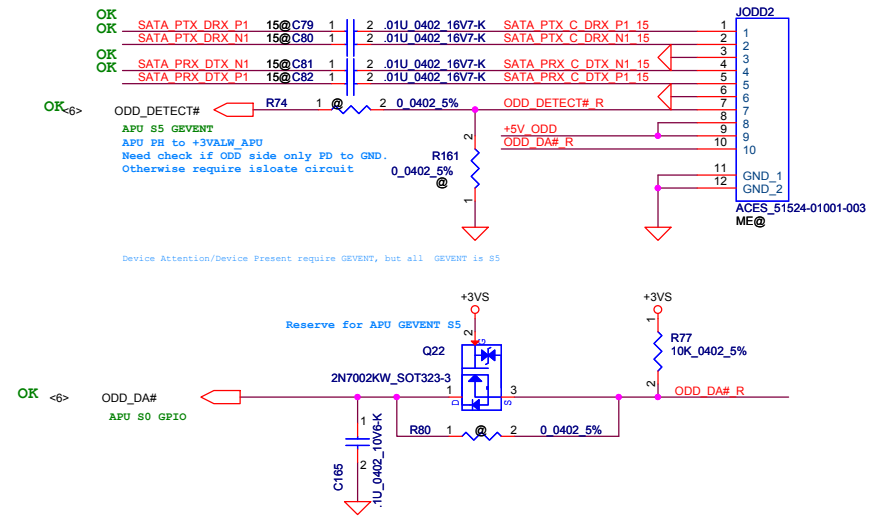 OK
OK SATA_PTX_DRX_P1 15@ C79 1 2 .01U_0402_16V7-K SATA_PTX_C_DRX_P1_15
SATA_PTX_DRX_N1 15@ C80 1 2 .01U_0402_16V7-K SATA_PTX_C_DRX_N1_15
OK
OK SATA_PRX_DTX_N1 15@ C81 1 2 .01U_0402_16V7-K SATA_PRX_C_DTX_N1_15
SATA_PRX_DTX_P1 15@ C82 1 2 .01U_0402_16V7-K SATA_PRX_C_DTX_P1_15
JODD2
1 1
2 2
3 3
4 4
5 5
6 6
7 7
8 8
9 9
10 10
11 GND_1
12 GND_2
ACES_51524-01001-003
ME@
OK <6> ODD_DETECT# R74 1 @ 2 0_0402_5% ODD_DETECT#_R
+5V_ODD
ODD_DA#_R
APU S5 GEVENT
APU PH to +3VALW_APU
Need check if ODD side only PD to GND.
Otherwise require isloate circuit
2
R161
0_0402_5%
@
1
Device Attention/Device Present require GEVENT, but all GEVENT is S5
+3VS
+3VS
Reserve for APU GEVENT S5
2
G
Q22
2N7002KW_SOT323-3
1
D
3
S
1
R77
10K_0402_5%
2
ODD_DA#_R
OK <6> ODD_DA#
APU S0 GPIO
R80 1 @ 2 0_0402_5%
1
2
C165
.1U_0402_10V6-K